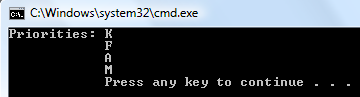 C:\Windows\system32\cmd.exe
Priorities: K
F
A
M
Press any key to continue . . .